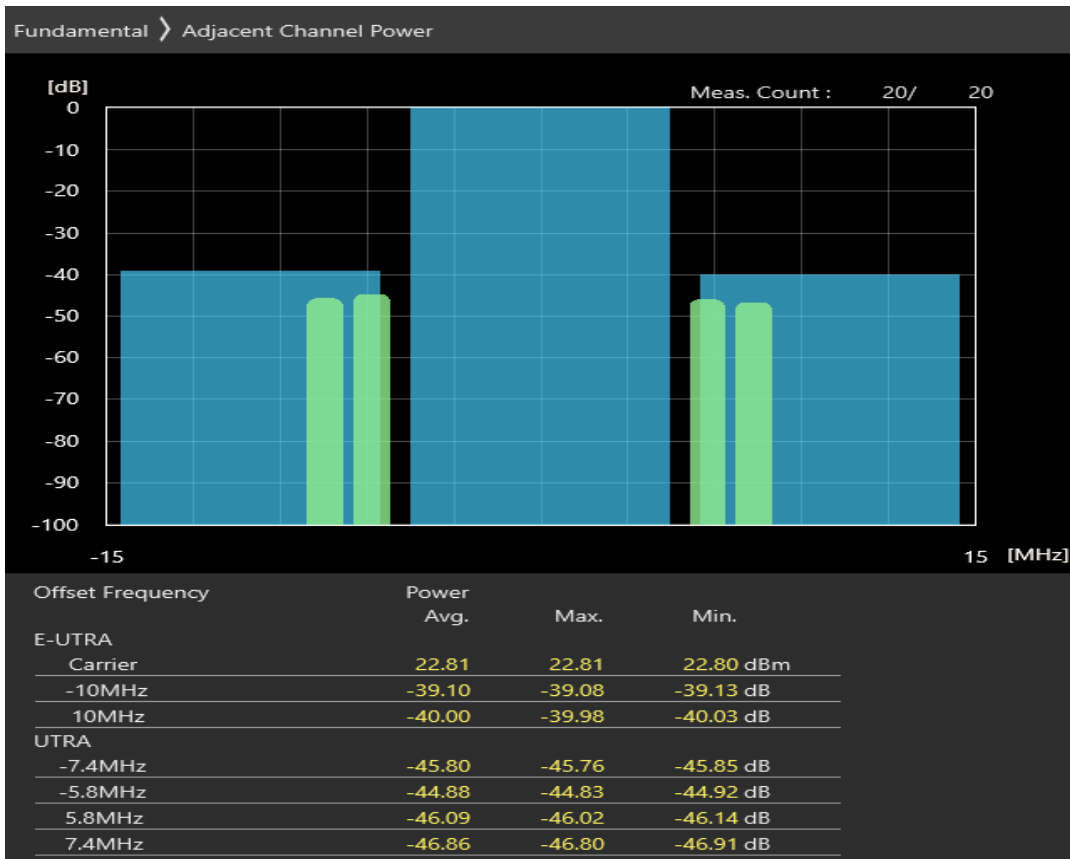 Fundamental ❯ Adjacent Channel Power
[dB]
Meas. Count : 20/ 20
0
-10
-20
-30
-40
-50
-60
-70
-80
-90
-100
-15 15 [MHz]
Offset Frequency Power
Avg. Max. Min.
E-UTRA
Carrier 22.81 22.81 22.80 dBm
-10MHz -39.10 -39.08 -39.13 dB
10MHz -40.00 -39.98 -40.03 dB
UTRA
-7.4MHz -45.80 -45.76 -45.85 dB
-5.8MHz -44.88 -44.83 -44.92 dB
5.8MHz -46.09 -46.02 -46.14 dB
7.4MHz -46.86 -46.80 -46.91 dB